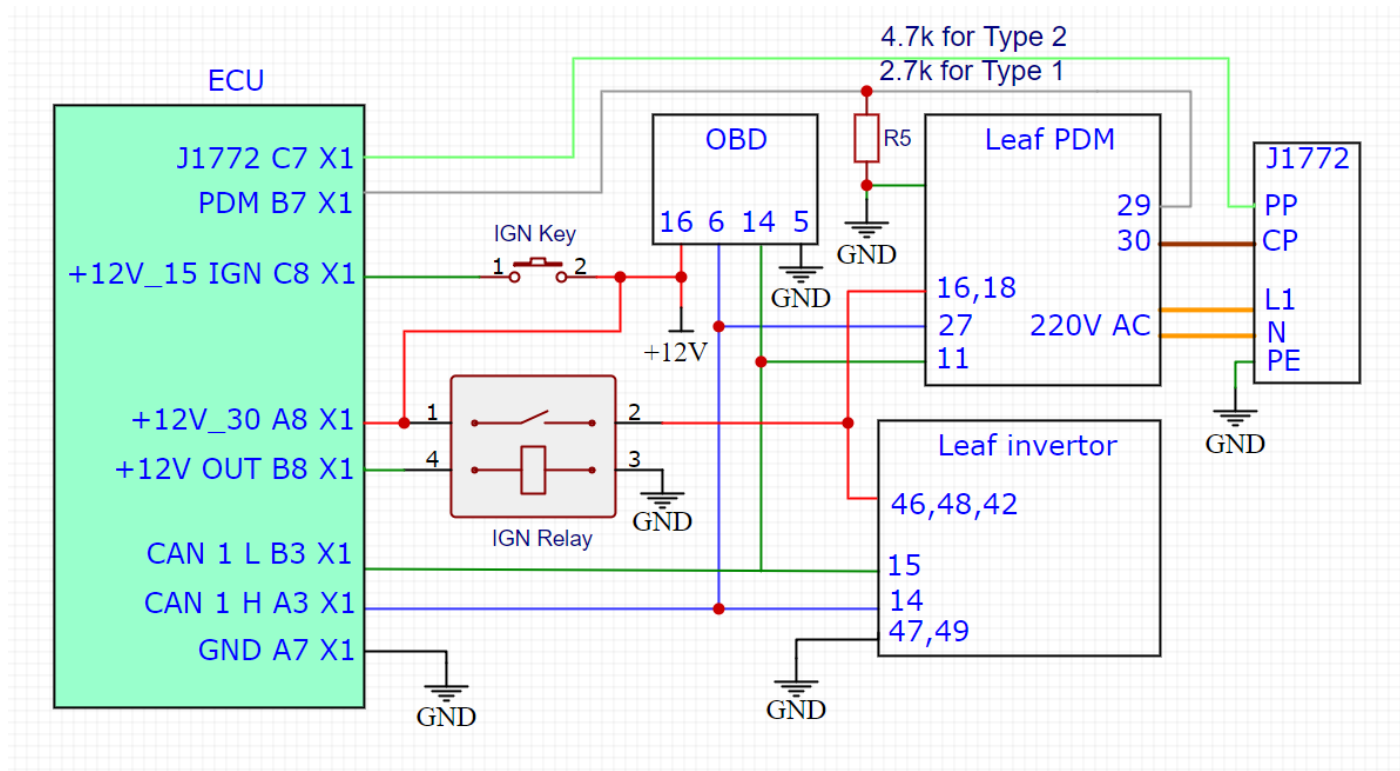 4.7k for Type 2
2.7k for Type 1
ECU
J1772 C7 X1
PDM B7 X1
+12V_15 IGN C8 X1
+12V_30 A8 X1
+12V OUT B8 X1
CAN 1 L B3 X1
CAN 1 H A3 X1
GND A7 X1
GND
IGN Key
1 2
OBD
16 6 14 5
GND
+12V
R5
GND
1 2
4 3
IGN Relay
GND
Leaf PDM
29
30
16,18
27 220V AC
11
J1772
PP
CP
L1
N
PE
GND
Leaf invertor
46,48,42
15
14
47,49
GND